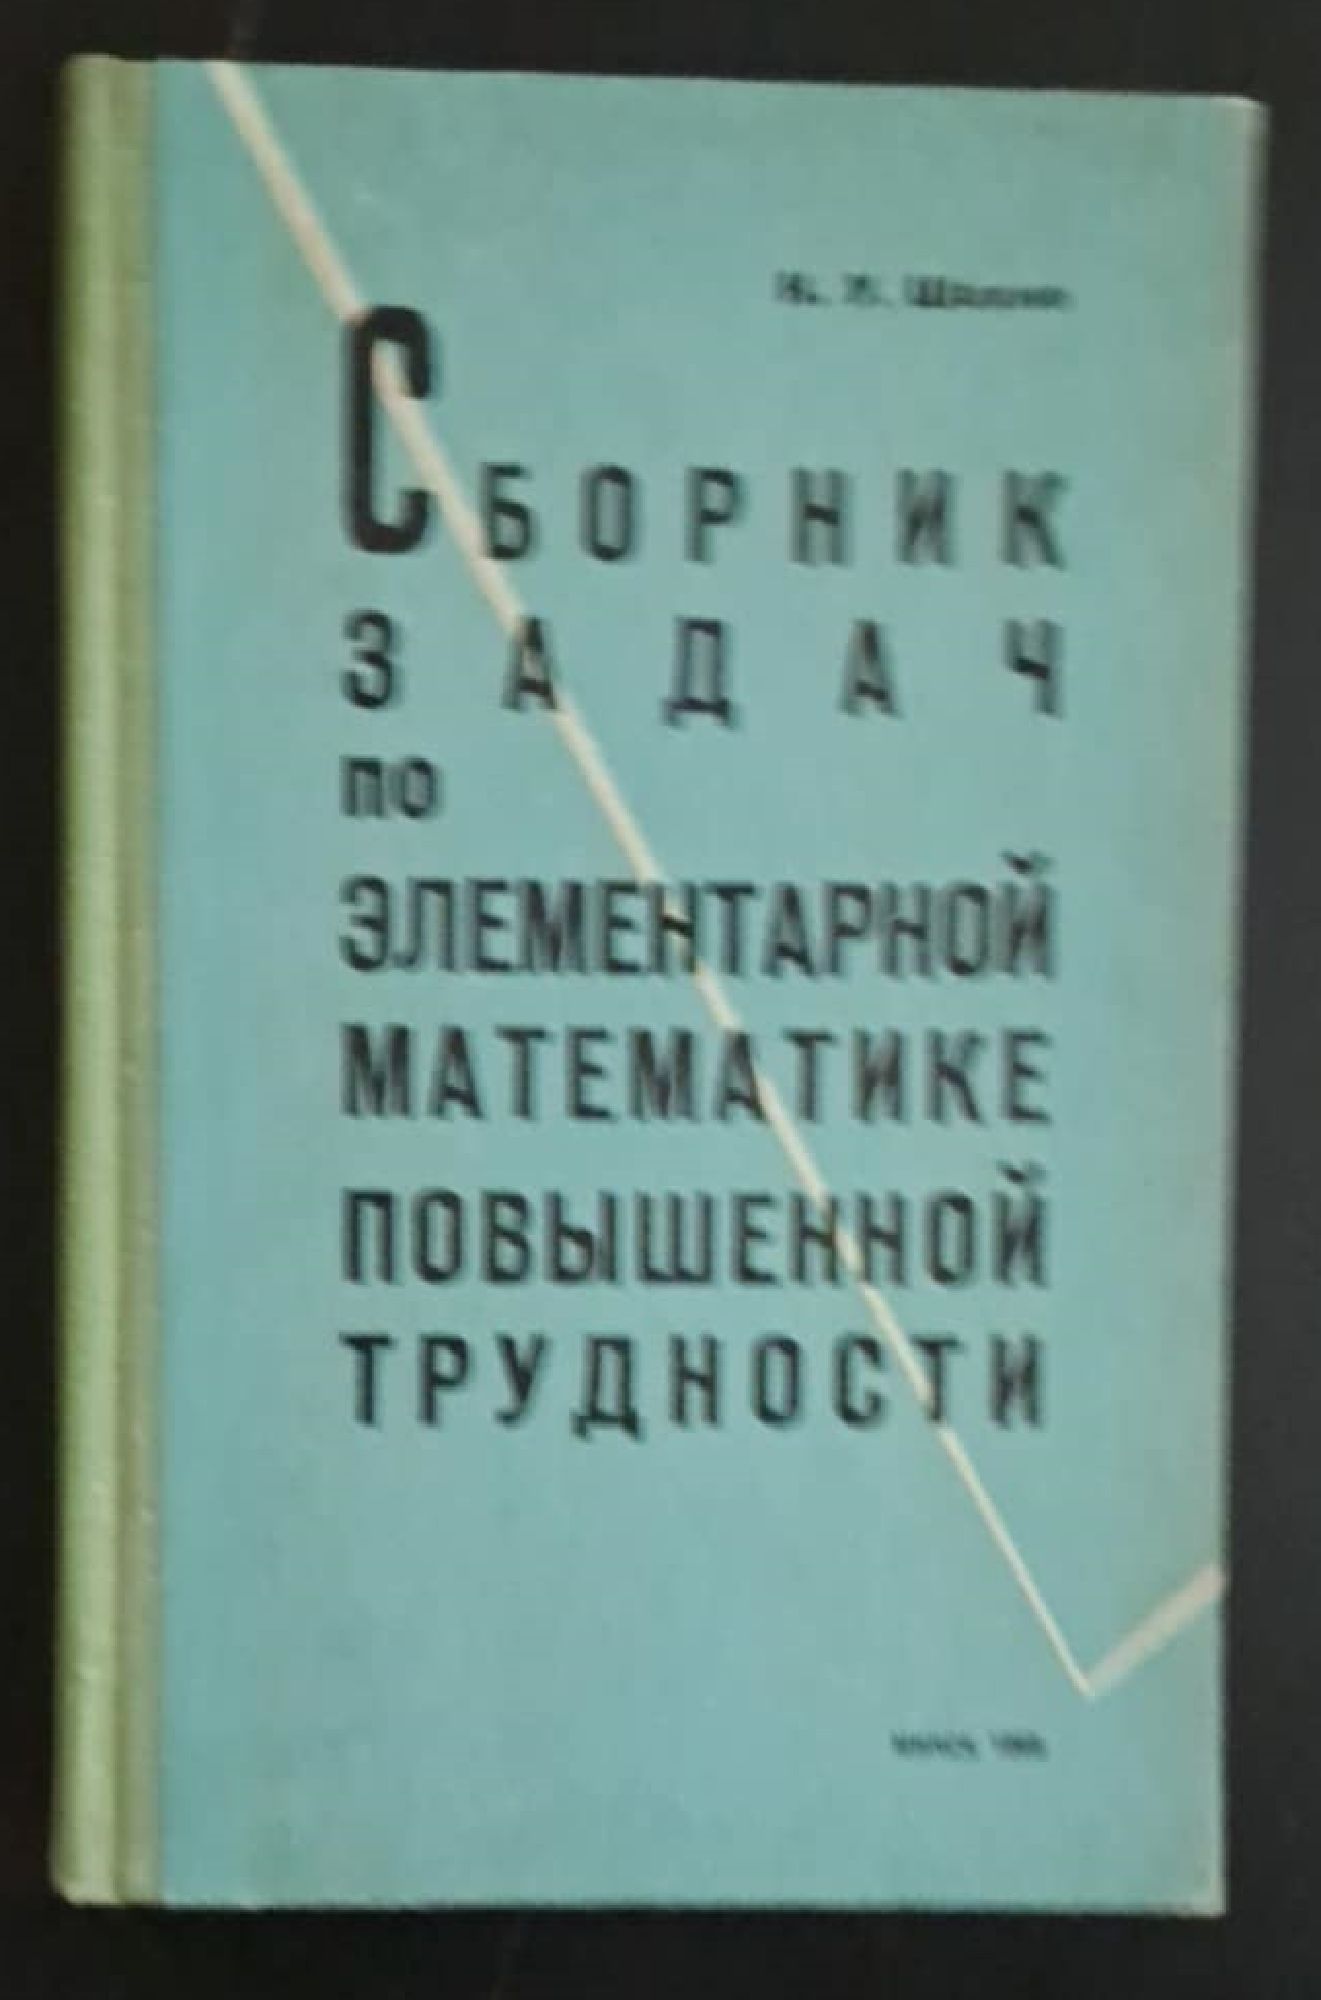 СБОРНИК
ЗАДАЧ
по
ЭЛЕМЕНТАРНОЙ
МАТЕМАТИКЕ
ПОВЫШЕННОЙ
ТРУДНОСТИ